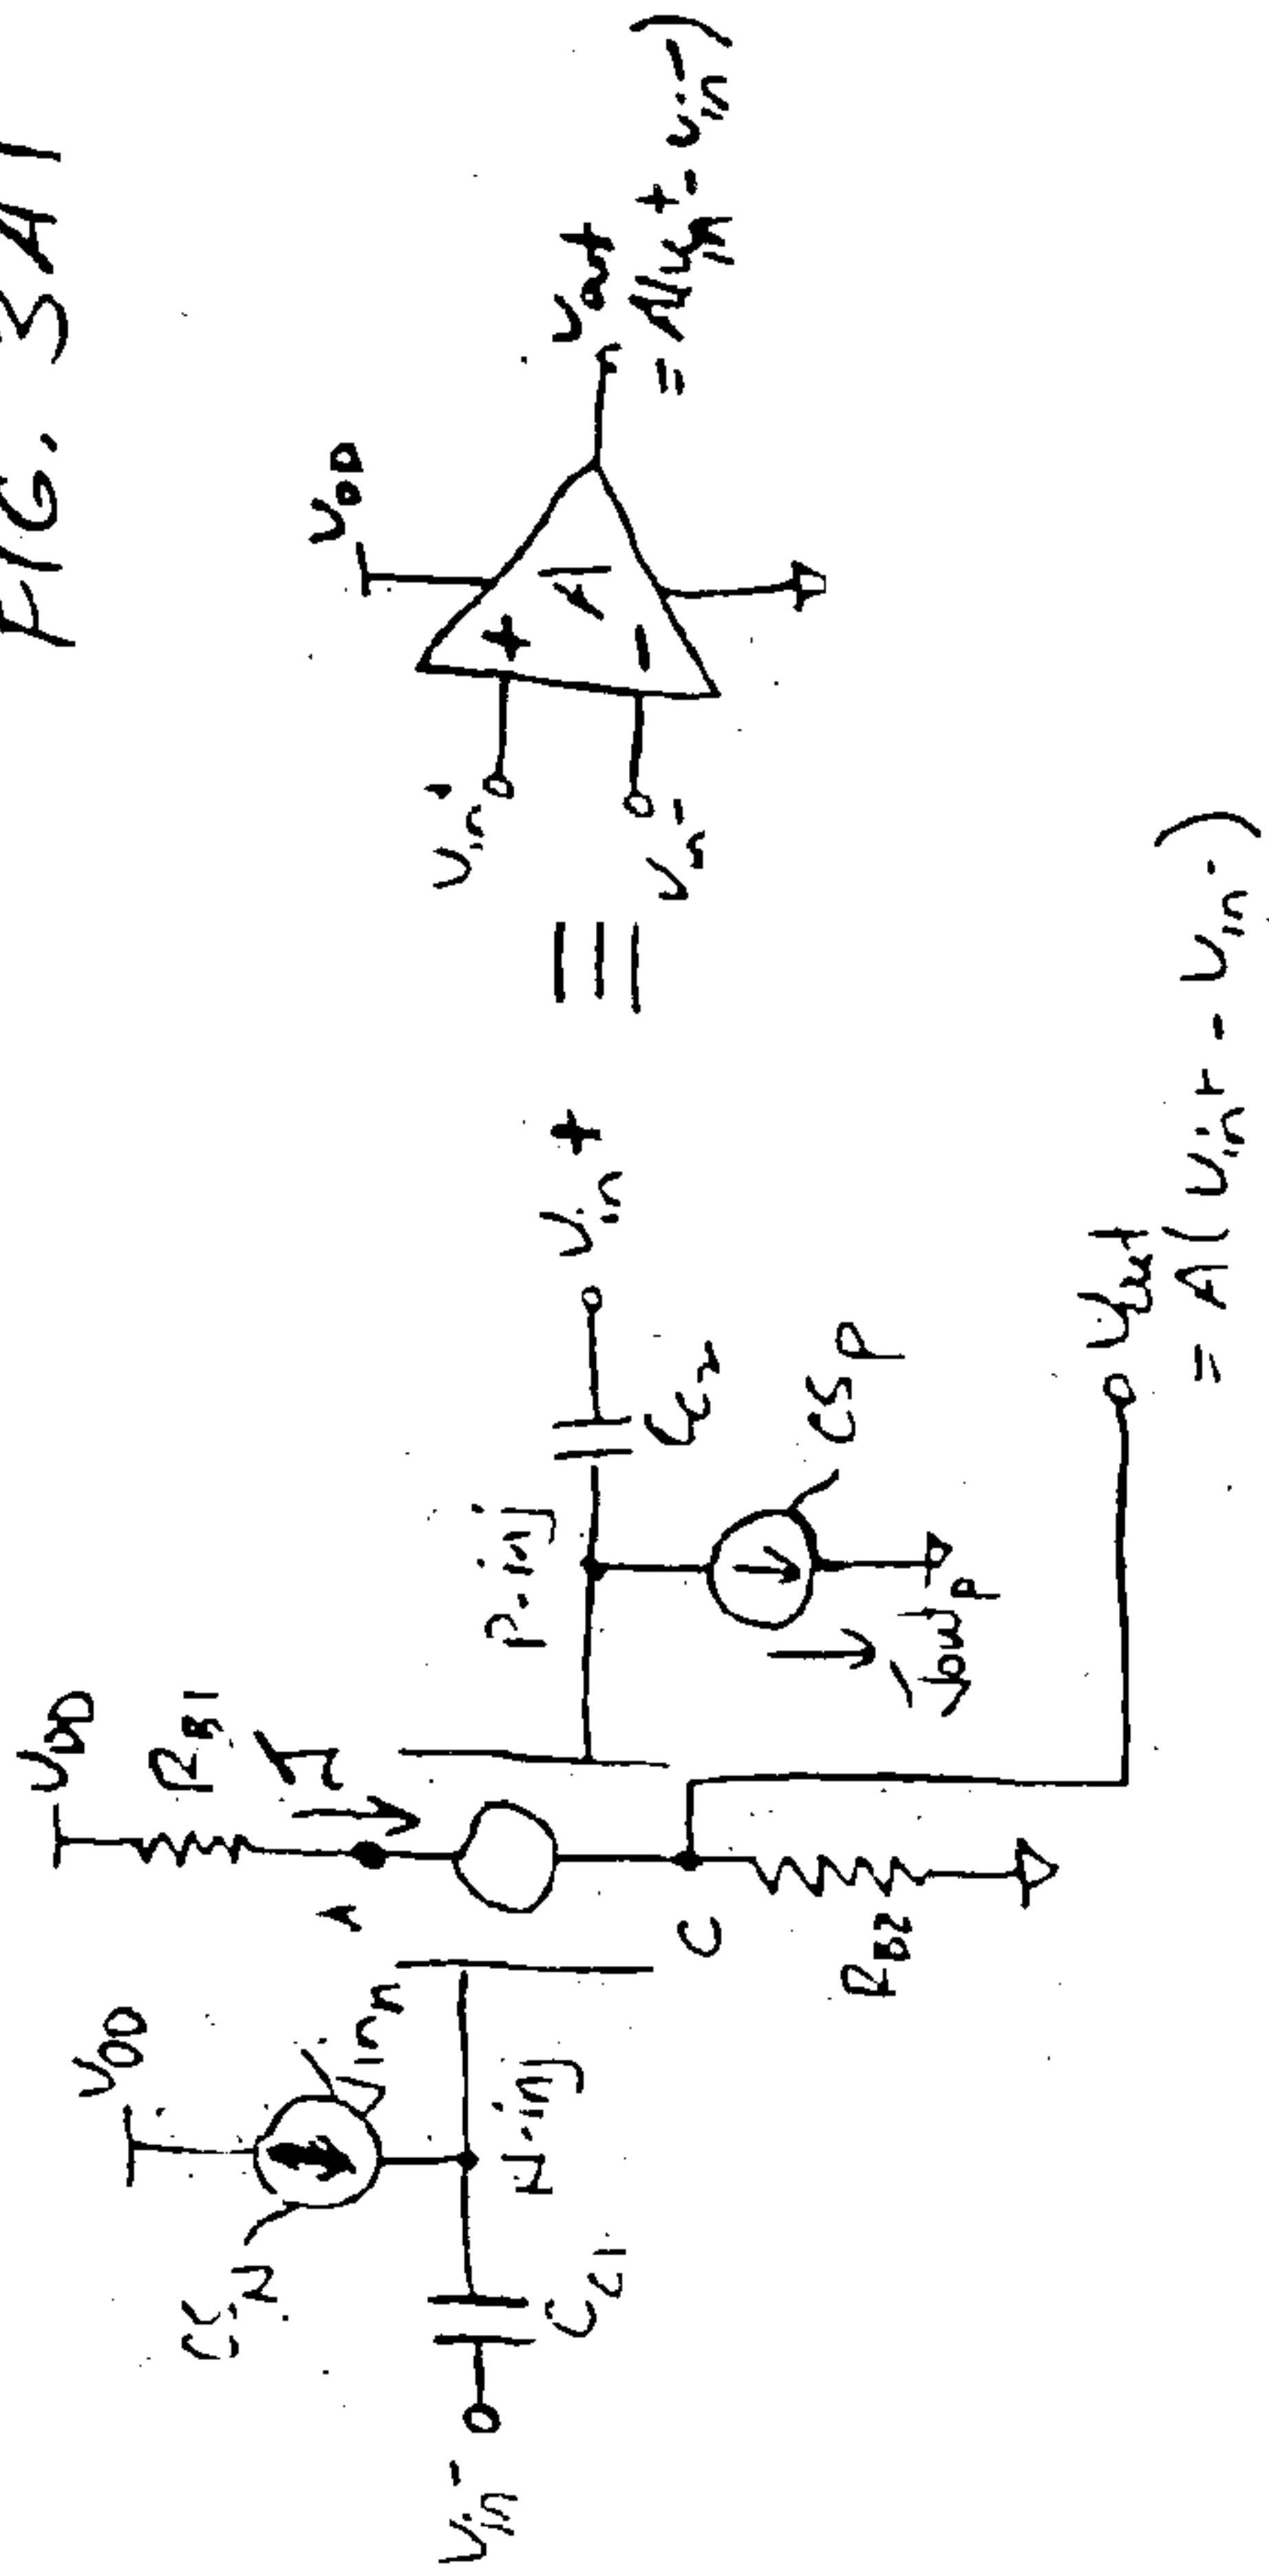 FIG. 3A1
VDD
VDD
RB1
I
A
CSN
Iinn
Vin-
CC1
N-inj
P-inj
CC2
Vin+
CSP
IoutP
C
RB2
Vout
= A(Vin+ - Vin-)
VDD
Vin+
Vin-
+
-
A
Vout
= A(Vin+ - Vin-)